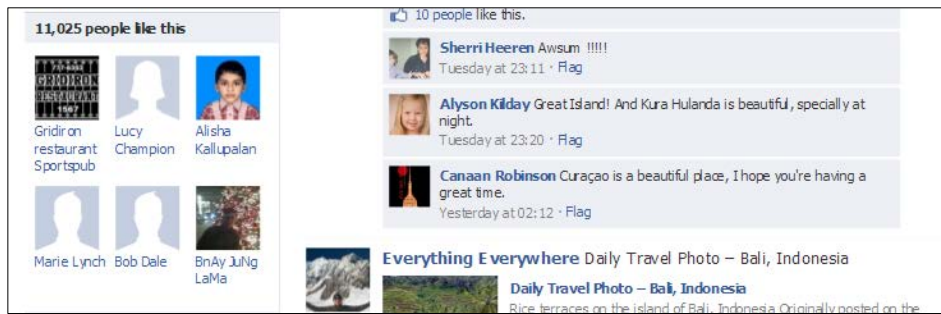 11,025 people like this
Gridiron
restaurant
Sportspub
Lucy
Champion
Alisha
Kallupalan
Marie Lynch
Bob Dale
BnAy JuNg
LaMa
10 people like this.
Sherri Heeren Awsum !!!!!
Tuesday at 23:11 · Flag
Alyson Kilday Great Island! And Kura Hulanda is beautiful, specially at
night.
Tuesday at 23:20 · Flag
Canaan Robinson Curaçao is a beautiful place, I hope you're having a
great time.
Yesterday at 02:12 · Flag
Everything Everywhere Daily Travel Photo – Bali, Indonesia
Daily Travel Photo – Bali, Indonesia
Rice terraces on the island of Bali, Indonesia Originally posted on the